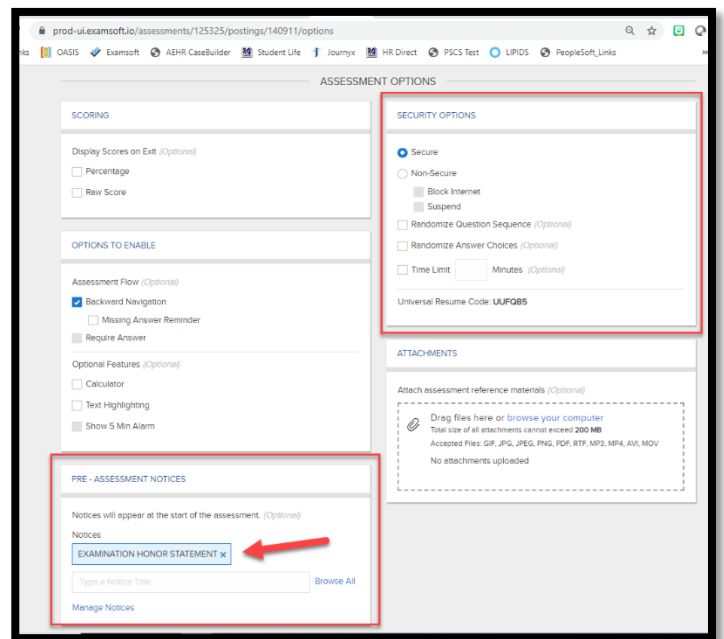 prod-ui.examsoft.io/assessments/125325/postings/140911/options
OASIS Examsoft AEHR CaseBuilder Student Life Journyx HR Direct PSCS Test LIPIDS PeopleSoft_Links
ASSESSMENT OPTIONS
SCORING
Display Scores on Exit (Optional)
Percentage
Raw Score
OPTIONS TO ENABLE
Assessment Flow (Optional)
Backward Navigation
Missing Answer Reminder
Require Answer
Optional Features (Optional)
Calculator
Text Highlighting
Show 5 Min Alarm
PRE - ASSESSMENT NOTICES
Notices will appear at the start of the assessment. (Optional)
Notices
EXAMINATION HONOR STATEMENT x
Type a Notice Title
Browse All
Manage Notices
SECURITY OPTIONS
Secure
Non-Secure
Block Internet
Suspend
Randomize Question Sequence (Optional)
Randomize Answer Choices (Optional)
Time Limit Minutes (Optional)
Universal Resume Code: UUFQB5
ATTACHMENTS
Attach assessment reference materials (Optional)
Drag files here or browse your computer
Total size of all attachments cannot exceed 200 MB
Accepted Files: GIF, JPG, JPEG, PNG, PDF, RTF, MP3, MP4, AVI, MOV
No attachments uploaded